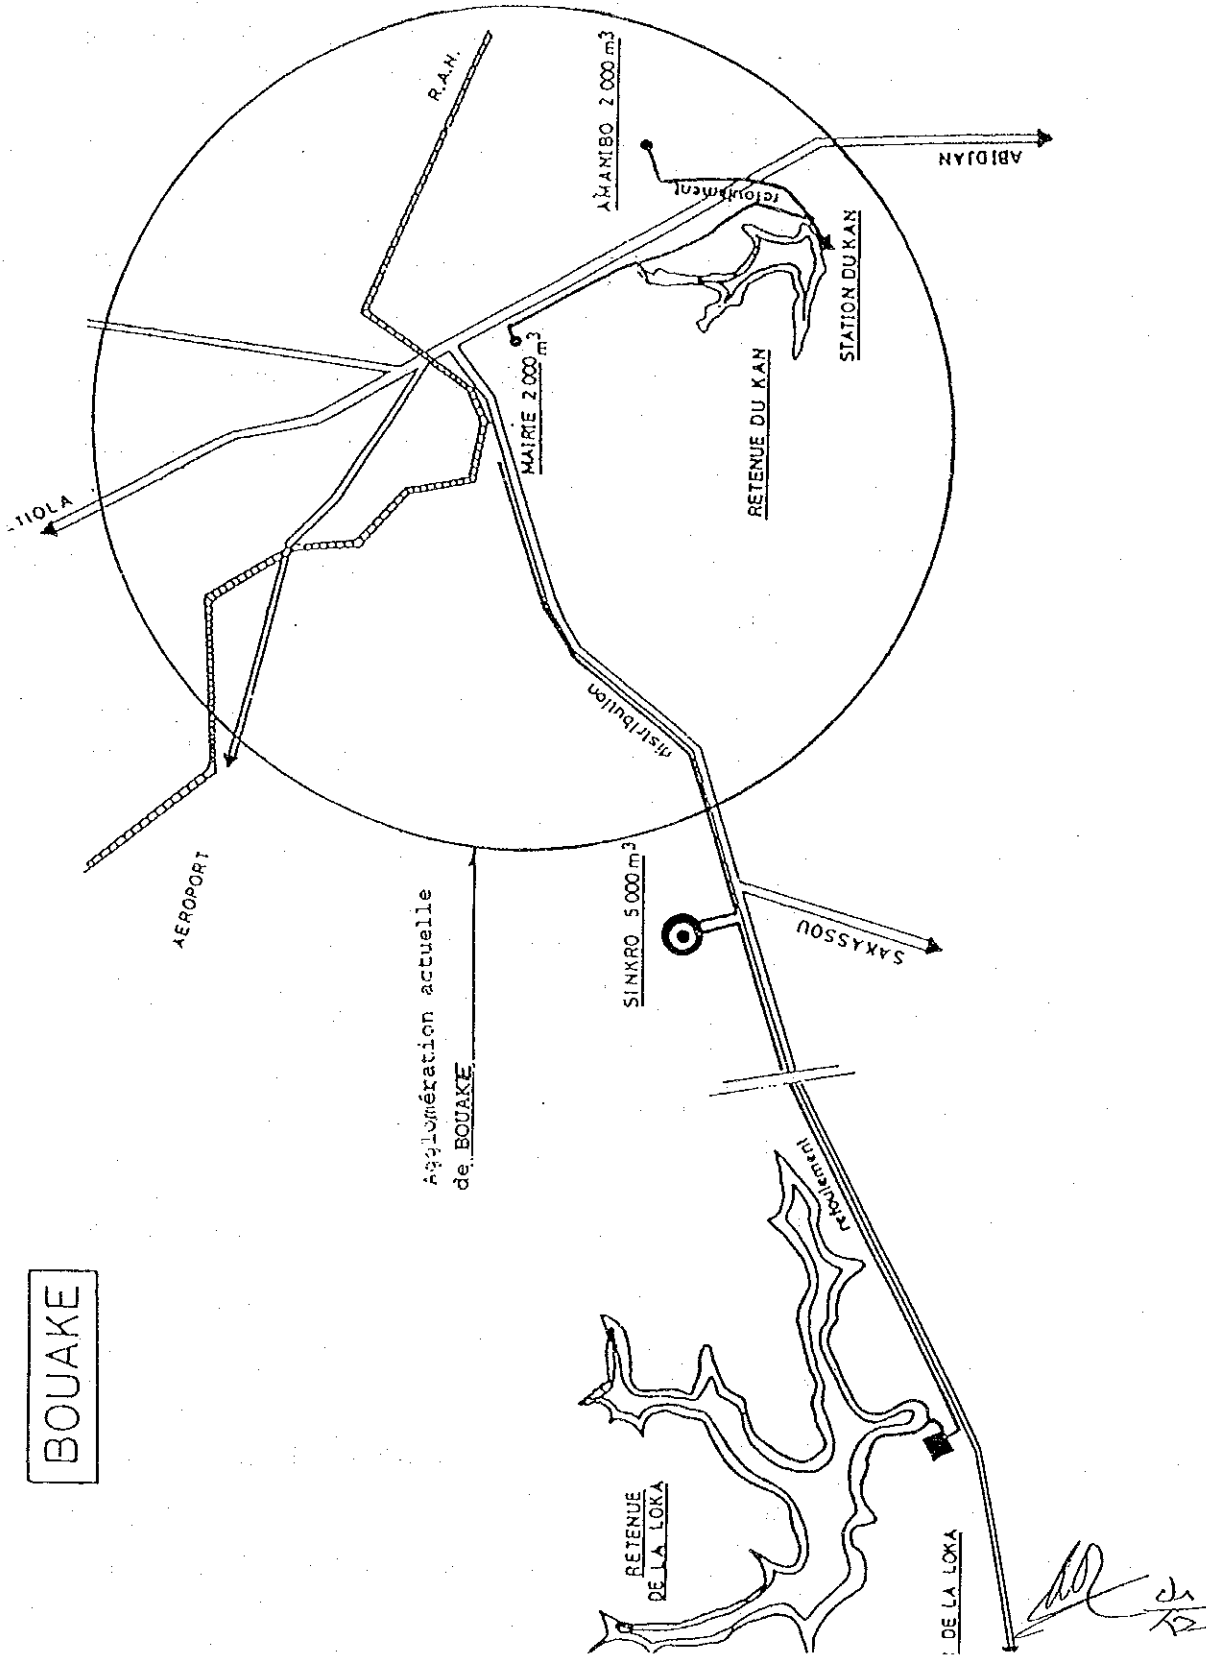 BOUAKE
R.A.N.
AMANIBO 2 000 m³
refoulement
ABIDJAN
STATION DU KAN
RETENUE DU KAN
MAIRIE 2 000 m³
TIOLA
AEROPORT
distribution
Agglomération actuelle
de BOUAKE
SINKRO 5 000 m³
SAKASSOU
refoulement
RETENUE
DE LA LOKA
DE LA LOKA